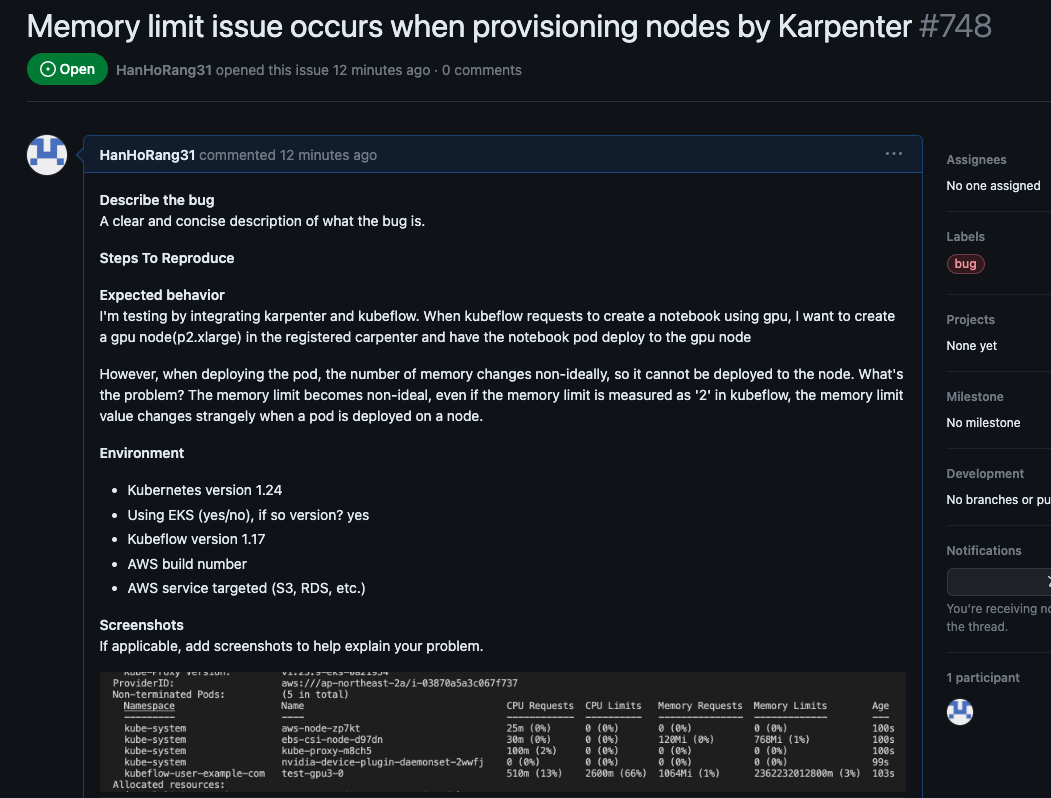 Memory limit issue occurs when provisioning nodes by Karpenter #748
Open HanHoRang31 opened this issue 12 minutes ago · 0 comments
HanHoRang31 commented 12 minutes ago ···
Describe the bug
A clear and concise description of what the bug is.
Steps To Reproduce
Expected behavior
I'm testing by integrating karpenter and kubeflow. When kubeflow requests to create a notebook using gpu, I want to create
a gpu node(p2.xlarge) in the registered carpenter and have the notebook pod deploy to the gpu node
However, when deploying the pod, the number of memory changes non-ideally, so it cannot be deployed to the node. What's
the problem? The memory limit becomes non-ideal, even if the memory limit is measured as '2' in kubeflow, the memory limit
value changes strangely when a pod is deployed on a node.
Environment
• Kubernetes version 1.24
• Using EKS (yes/no), if so version? yes
• Kubeflow version 1.17
• AWS build number
• AWS service targeted (S3, RDS, etc.)
Screenshots
If applicable, add screenshots to help explain your problem.
Kube-Proxy Version:
ProviderID: aws:///ap-northeast-2a/i-03870a5a3c067f737
Non-terminated Pods: (5 in total)
Namespace Name CPU Requests CPU Limits Memory Requests Memory Limits Age
--------- ---- ------------ ---------- --------------- ------------- ---
kube-system aws-node-zp7kt 25m (0%) 0 (0%) 0 (0%) 0 (0%) 100s
kube-system ebs-csi-node-d97dn 30m (0%) 0 (0%) 120Mi (0%) 768Mi (1%) 100s
kube-system kube-proxy-m8ch5 100m (2%) 0 (0%) 0 (0%) 0 (0%) 100s
kube-system nvidia-device-plugin-daemonset-2wwfj 0 (0%) 0 (0%) 0 (0%) 0 (0%) 99s
kubeflow-user-example-com test-gpu3-0 510m (13%) 2600m (66%) 1064Mi (1%) 2362232012800m (3%) 103s
Allocated resources:
Assignees
No one assigned
Labels
bug
Projects
None yet
Milestone
No milestone
Development
No branches or pu
Notifications
You're receiving no
the thread.
1 participant